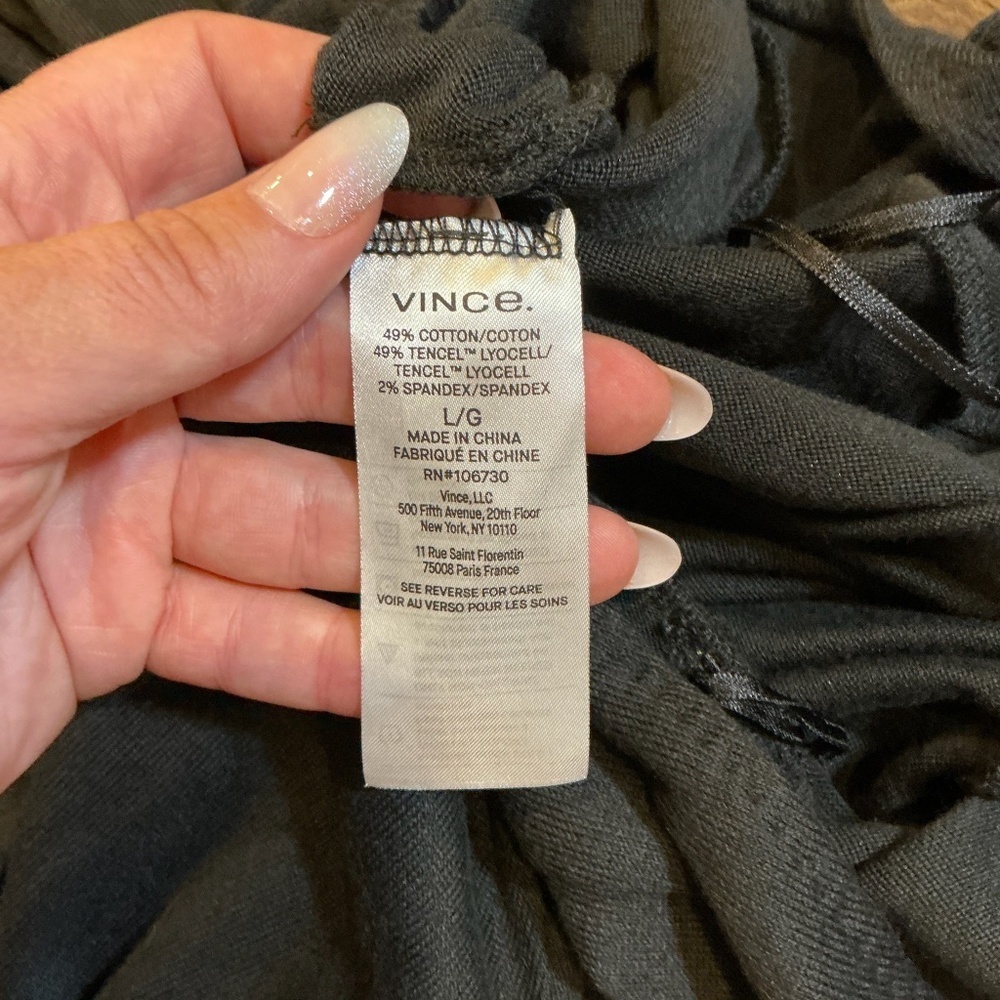 VINCe.
49% COTTON/COTON
49% TENCEL™ LYOCELL/
TENCEL™ LYOCELL
2% SPANDEX/SPANDEX
L/G
MADE IN CHINA
FABRIQUÉ EN CHINE
RN#106730
Vince, LLC
500 Fifth Avenue, 20th Floor
New York, NY 10110
11 Rue Saint Florentin
75008 Paris France
SEE REVERSE FOR CARE
VOIR AU VERSO POUR LES SOINS